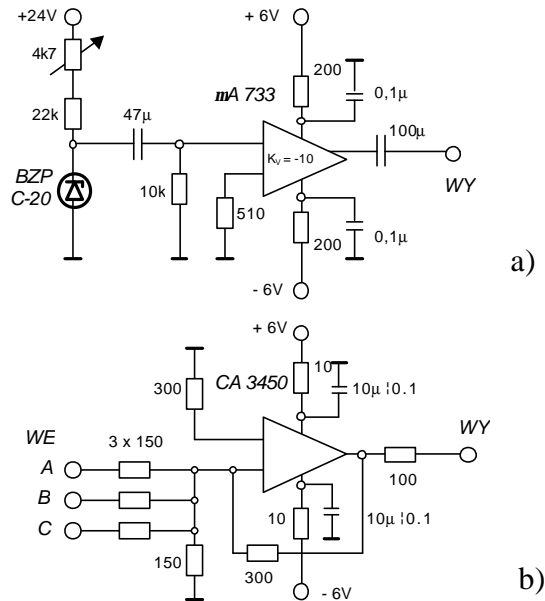 +24V
+ 6V
4k7
200
0,1μ
mA 733
22k
47μ
100μ
K_V = -10
BZP
C-20
WY
10k
510
200
0,1μ
a)
- 6V
+ 6V
10
300
CA 3450
10μ ¦ 0.1
WE
3 x 150
WY
A
100
B
10
C
10μ ¦ 0.1
150
300
- 6V
b)